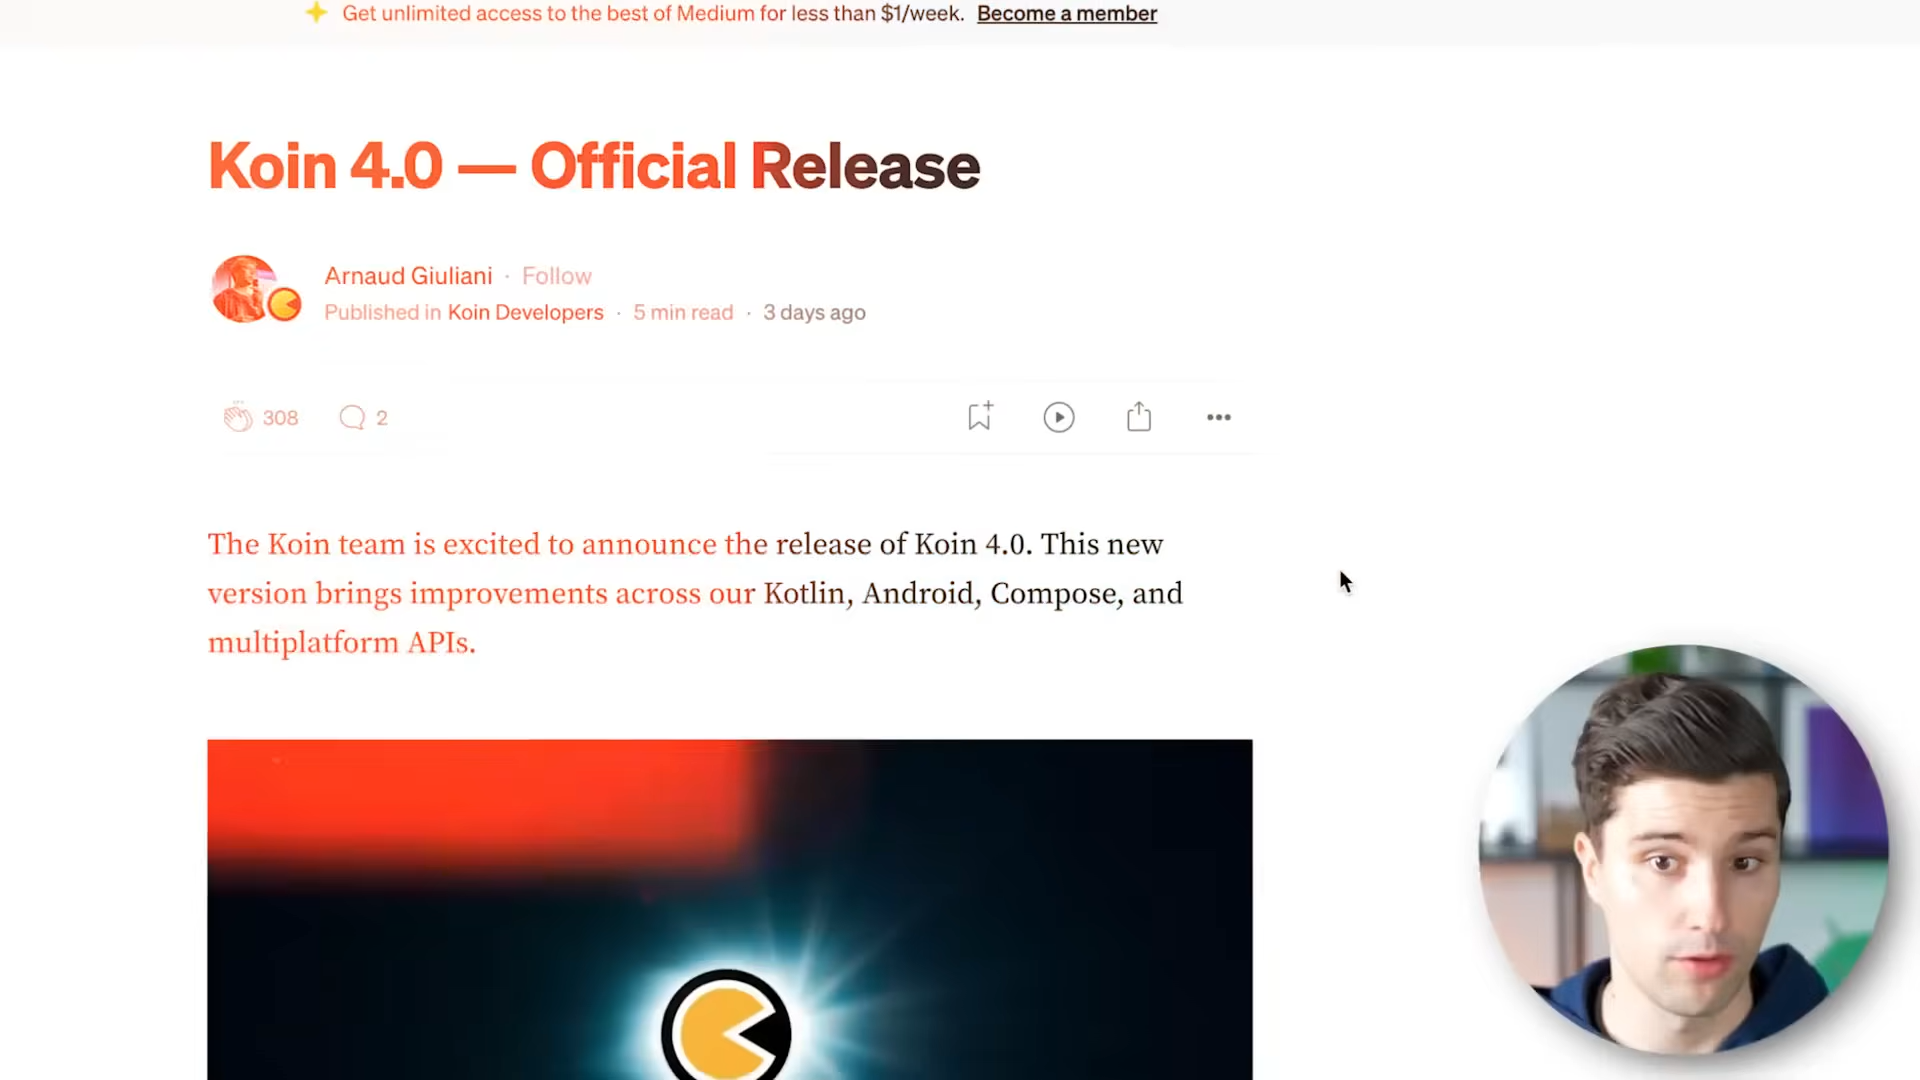 Get unlimited access to the best of Medium for less than $1/week. Become a member
Koin 4.0 — Official Release
Arnaud Giuliani · Follow
Published in Koin Developers · 5 min read · 3 days ago
308 2
The Koin team is excited to announce the release of Koin 4.0. This new
version brings improvements across our Kotlin, Android, Compose, and
multiplatform APIs.